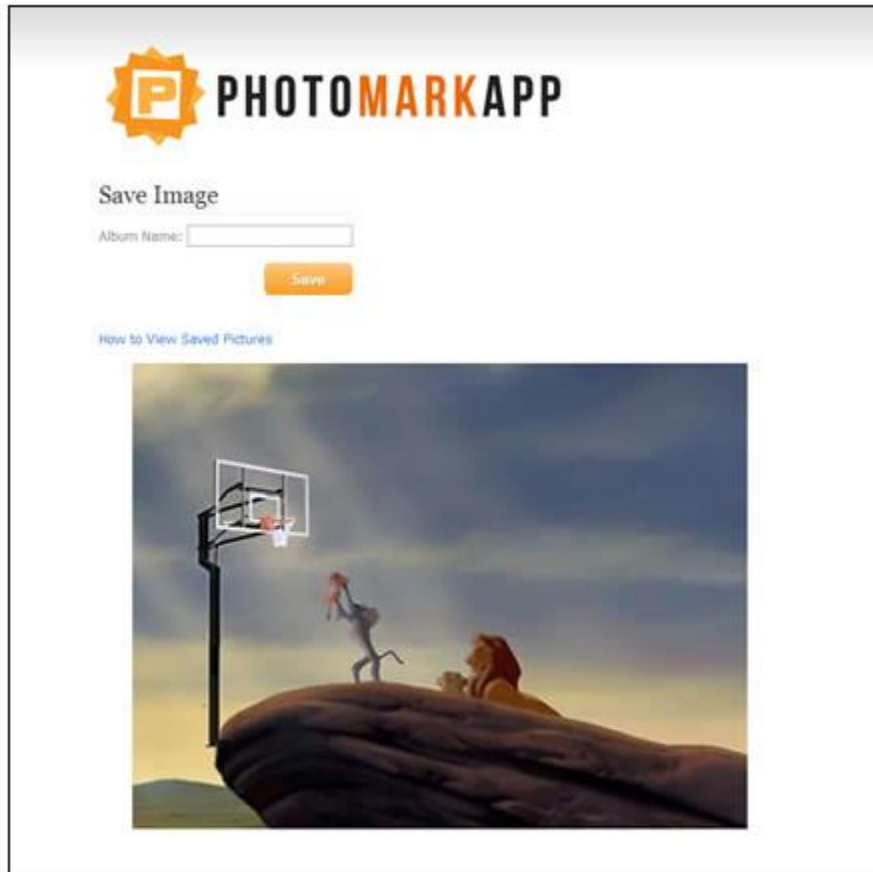 PHOTOMARKAPP
Save Image
Album Name:
Save
How to View Saved Pictures